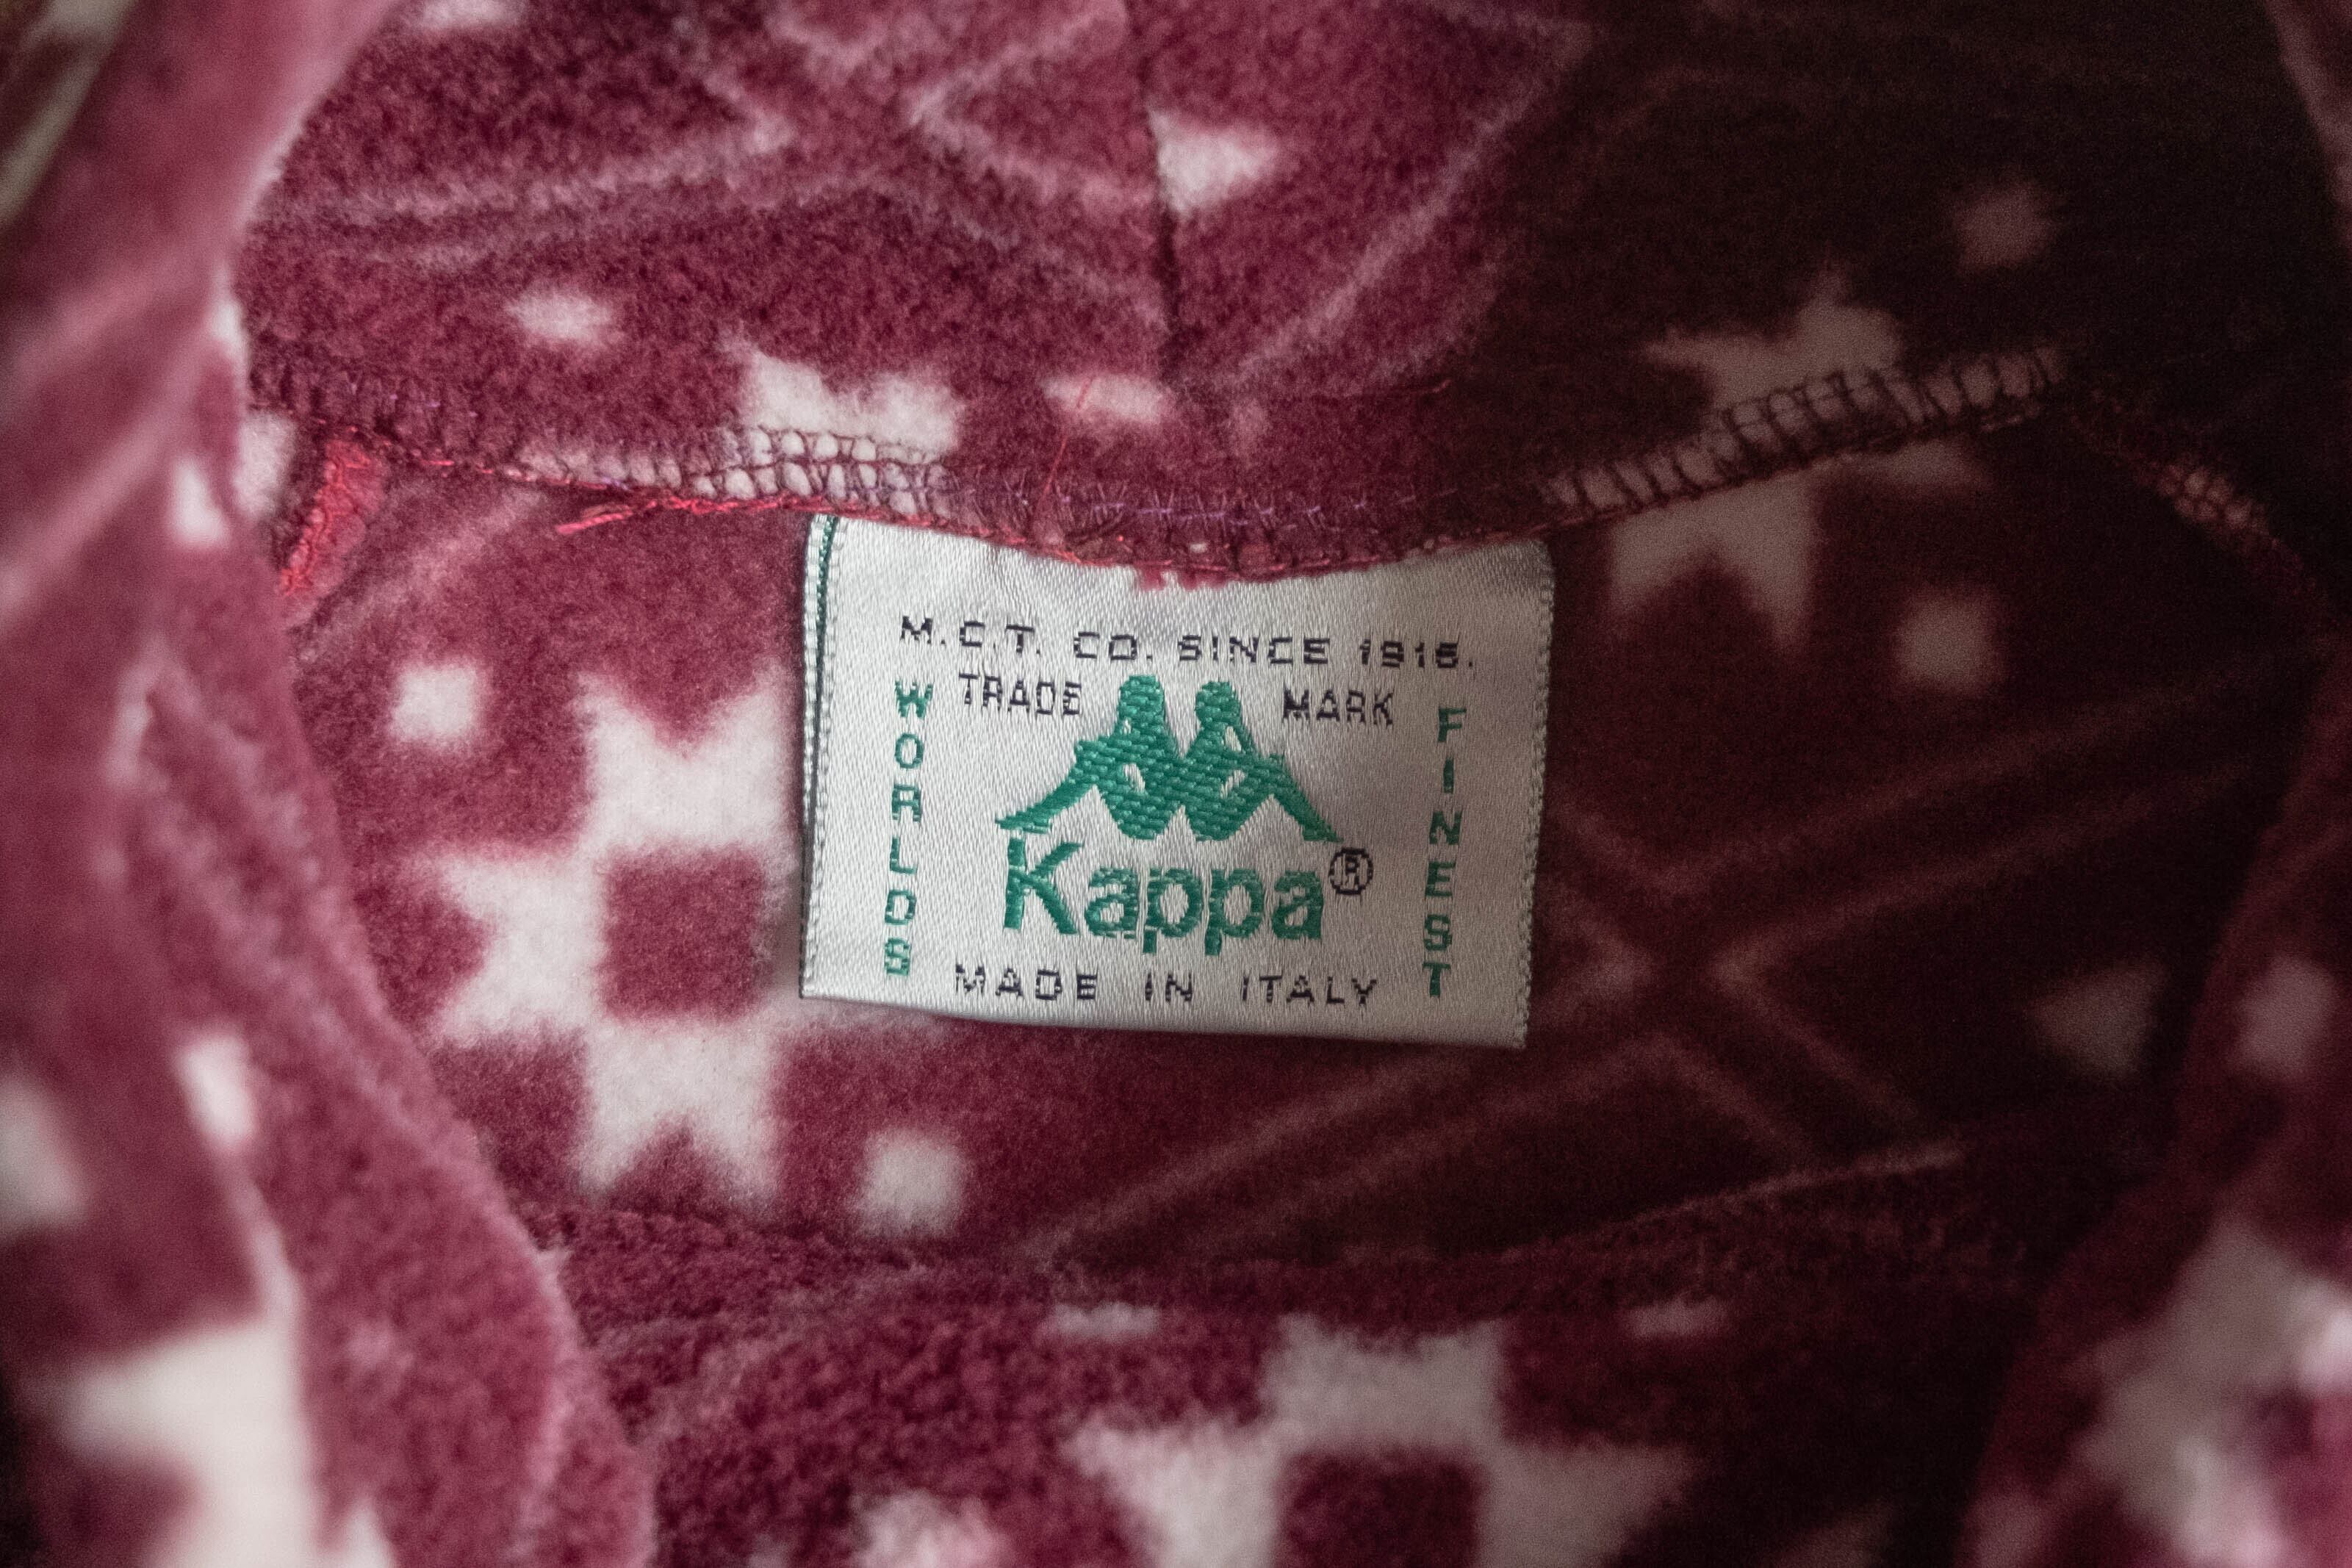 M.C.T. CO. SINCE 1916.
TRADE MARK
WORLDS
FINEST
Kappa®
MADE IN ITALY